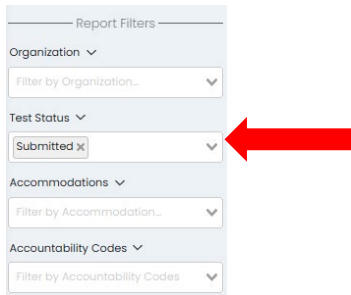 Report Filters
Organization
Filter by Organization...
Test Status
Submitted ×
Accommodations
Filter by Accommodation...
Accountability Codes
Filter by Accountability Codes